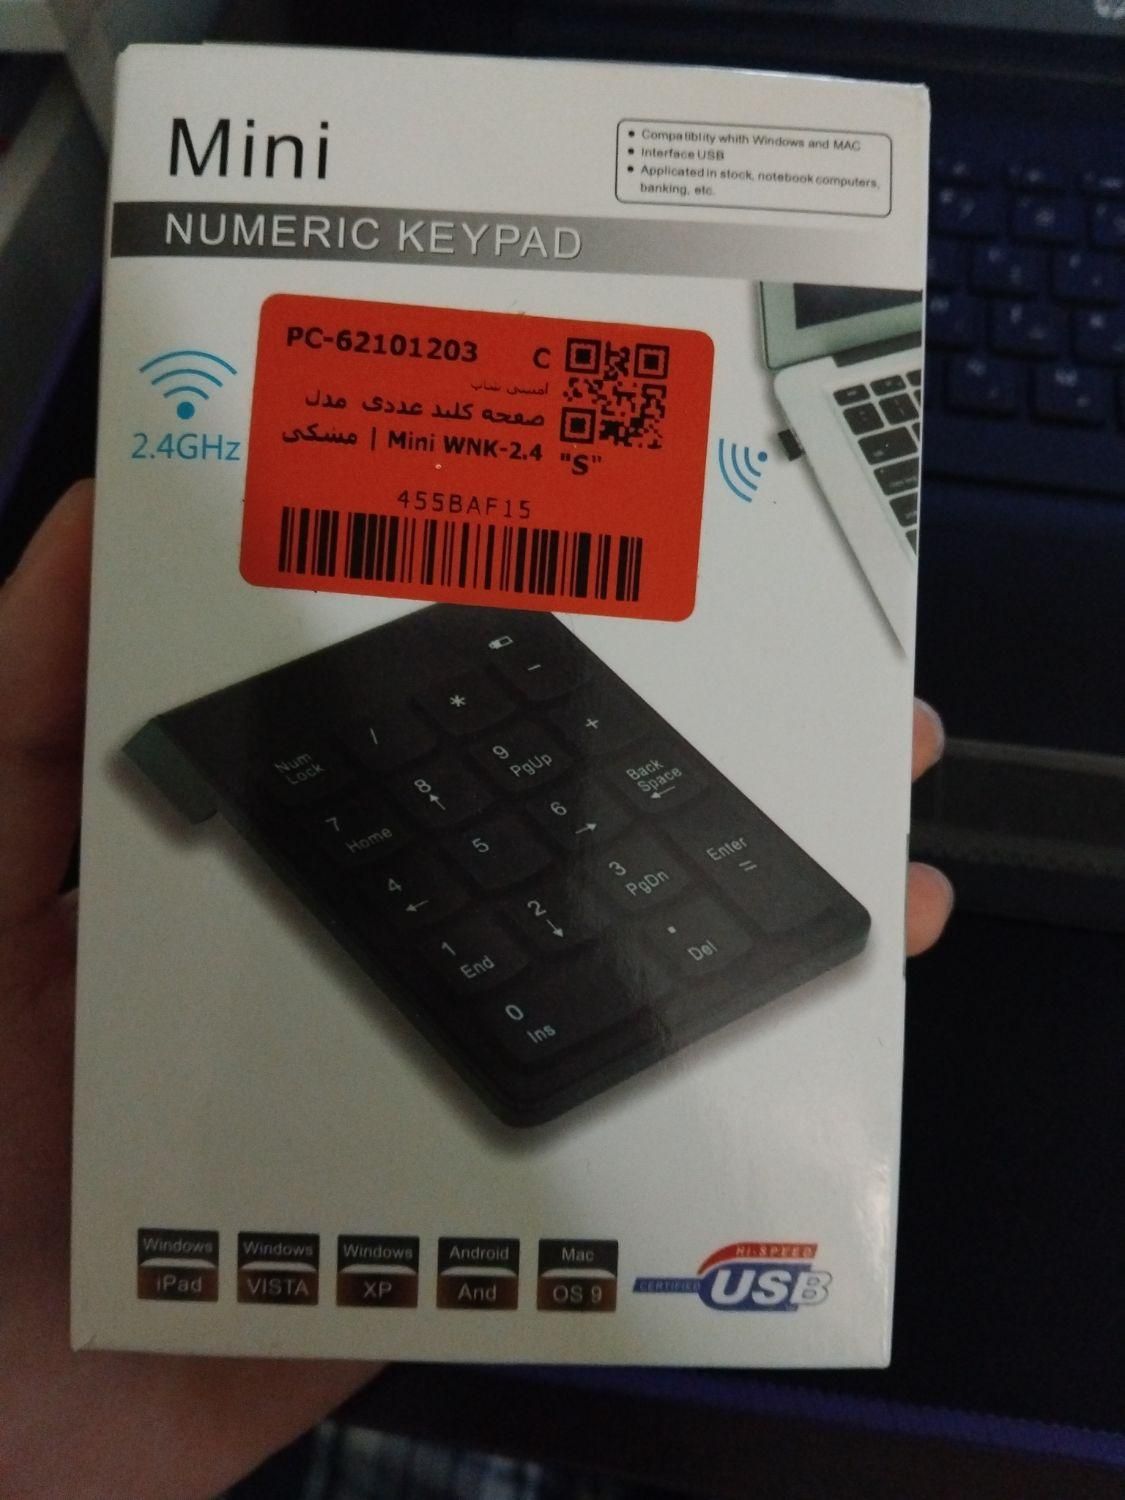 Mini
• Compatiblity whith Windows and MAC
• Interface USB
• Applicated in stock, notebook computers,
banking, etc.
NUMERIC KEYPAD
PC-62101203 C
امستی شاپ
صفحه کلید عددی مدل
Mini WNK-2.4 | مشکی
"S"
455BAF15
2.4GHz
−
*
/
Num
Lock
+
9
PgUp
8
7
Home
Back
Space
6
5
4
Enter
=
3
PgDn
2
1
End
.
Del
0
Ins
Windows
iPad
Windows
VISTA
Windows
XP
Android
And
Mac
OS 9
HI-SPEED
CERTIFIED
USB